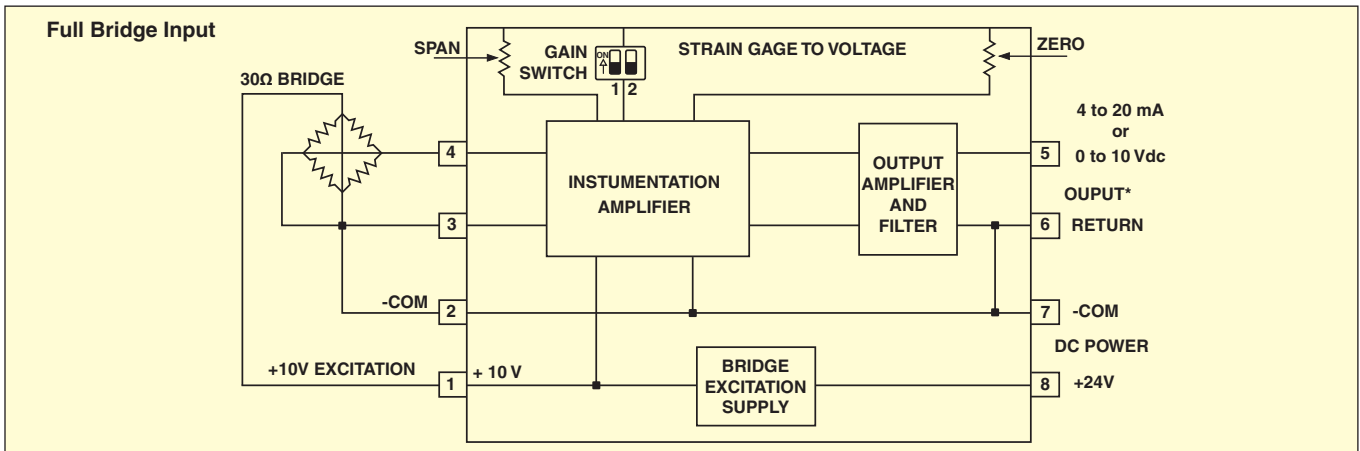 Full Bridge Input
SPAN
GAIN
SWITCH
ON
1 2
STRAIN GAGE TO VOLTAGE
ZERO
30Ω BRIDGE
4 to 20 mA
or
0 to 10 Vdc
4
INSTUMENTATION
AMPLIFIER
OUTPUT
AMPLIFIER
AND
FILTER
5
OUPUT*
3
6 RETURN
-COM 2
7 -COM
DC POWER
+10V EXCITATION 1 + 10 V
BRIDGE
EXCITATION
SUPPLY
8 +24V